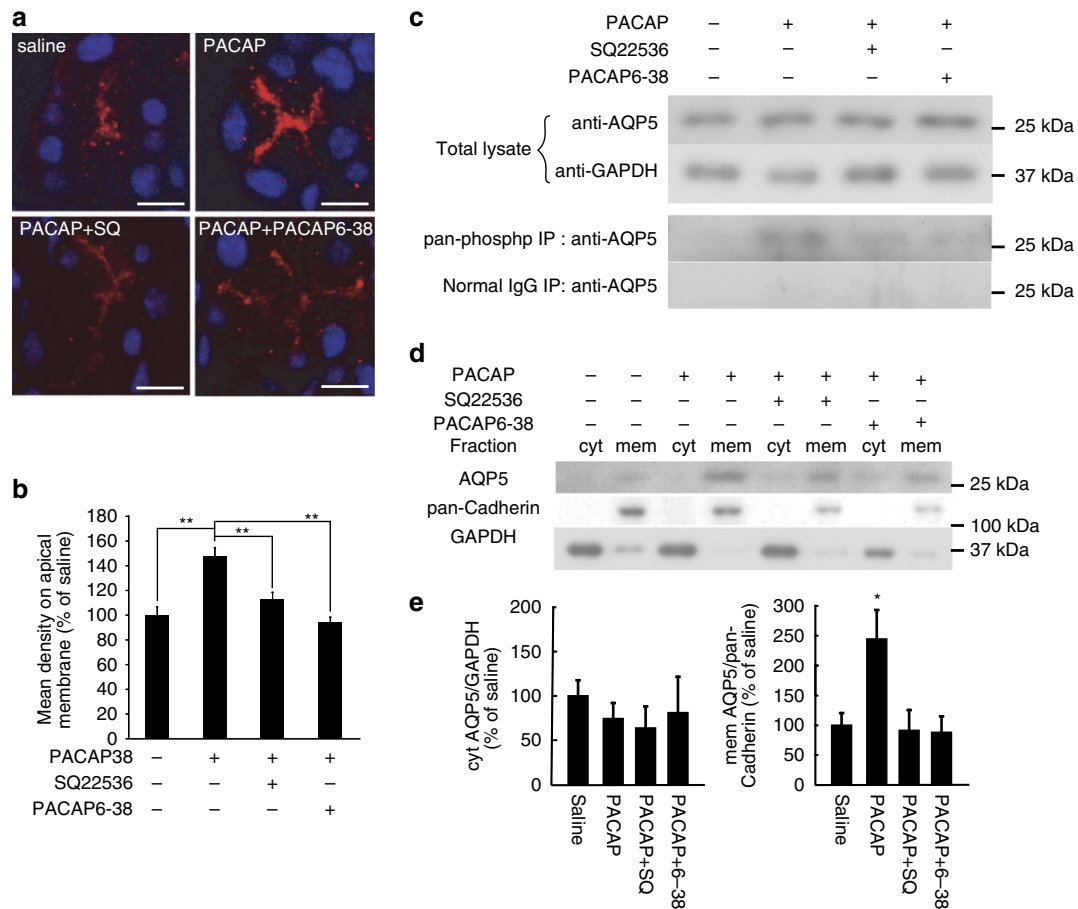 a
saline
PACAP
PACAP+SQ
PACAP+PACAP6-38
b
Mean density on apical
membrane (% of saline)
180
160
140
120
100
80
60
40
20
0
** ** **
PACAP38 – + + +
SQ22536 – – + –
PACAP6-38 – – – +
c
PACAP – + + +
SQ22536 – – + –
PACAP6-38 – – – +
Total lysate
anti-AQP5 25 kDa
anti-GAPDH 37 kDa
pan-phosphp IP : anti-AQP5 25 kDa
Normal IgG IP: anti-AQP5 25 kDa
d
PACAP – – + + + + + +
SQ22536 – – – – + + – –
PACAP6-38 – – – – – – + +
Fraction cyt mem cyt mem cyt mem cyt mem
AQP5 25 kDa
pan-Cadherin 100 kDa
GAPDH 37 kDa
e
cyt AQP5/GAPDH
(% of saline)
200
150
100
50
0
Saline
PACAP
PACAP+SQ
PACAP+6–38
mem AQP5/pan-
Cadherin (% of saline)
300
250
200
150
100
50
0
*
Saline
PACAP
PACAP+SQ
PACAP+6–38